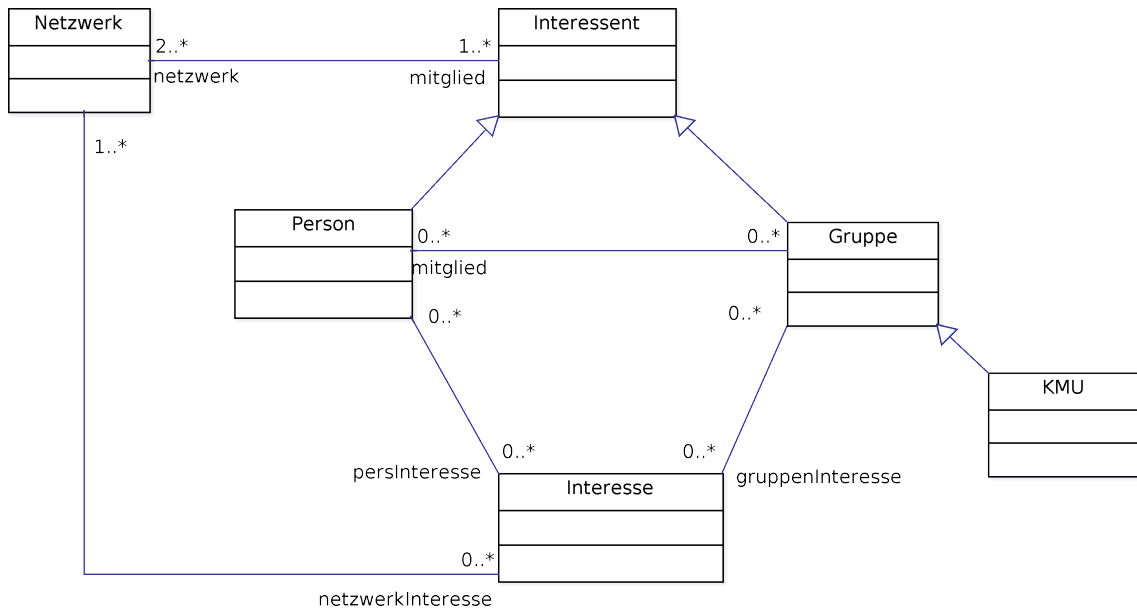 Netzwerk
Interessent
2..*
1..*
netzwerk
mitglied
1..*
Person
Gruppe
0..*
0..*
mitglied
0..*
0..*
KMU
0..*
0..*
persInteresse
gruppenInteresse
Interesse
0..*
netzwerkInteresse